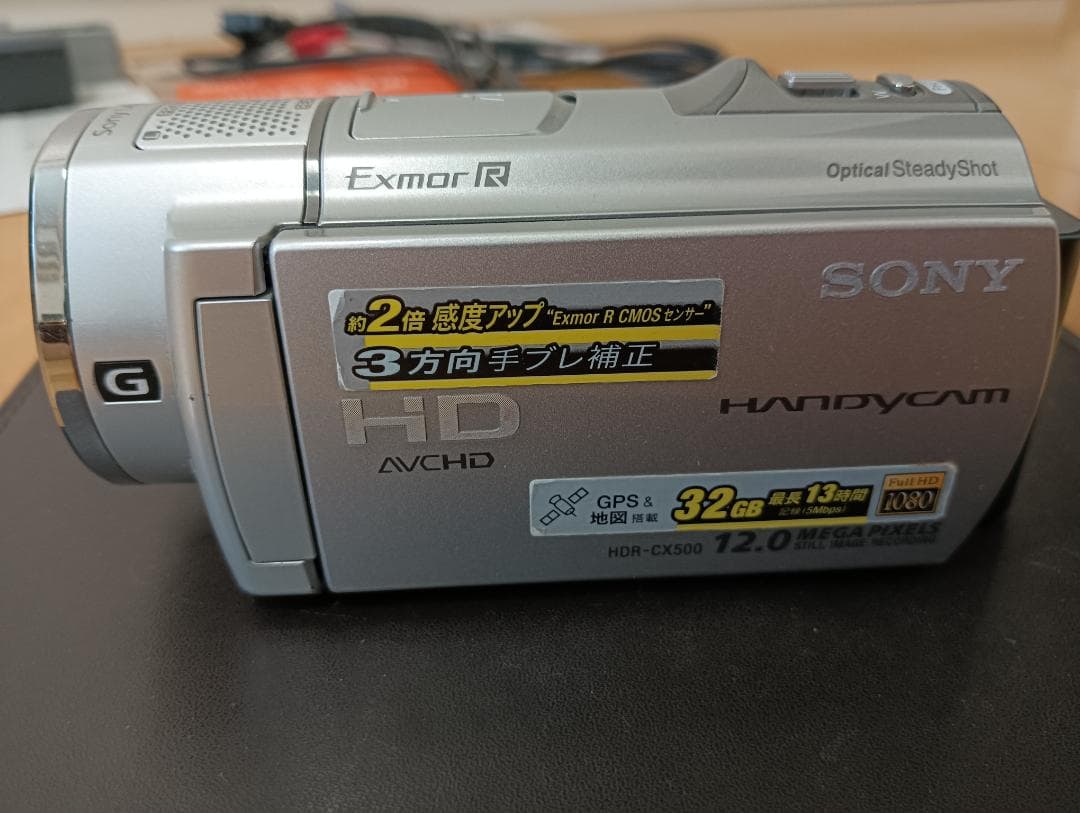 SONY
Exmor R
Optical SteadyShot
SONY
約2倍 感度アップ "Exmor R CMOSセンサー"
3方向手ブレ補正
G
HD
HANDYCAM
AVCHD
GPS &
地図 搭載
32GB 最長13時間
記録(5Mbps)
Full HD
1080
HDR-CX500
12.0 MEGA PIXELS
STILL IMAGE RECORDING